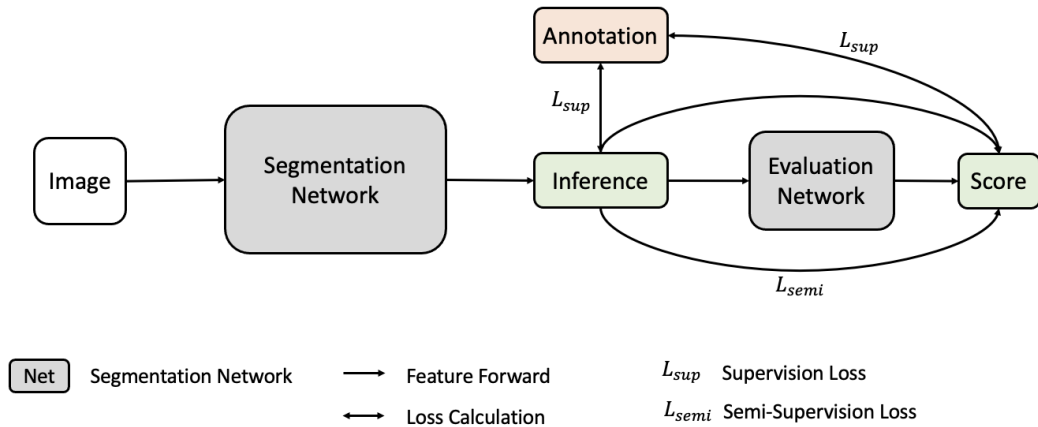 Annotation
L_sup
L_sup
Image
Segmentation
Network
Inference
Evaluation
Network
Score
L_semi
Net
Segmentation Network
Feature Forward
L_sup Supervision Loss
Loss Calculation
L_semi Semi-Supervision Loss